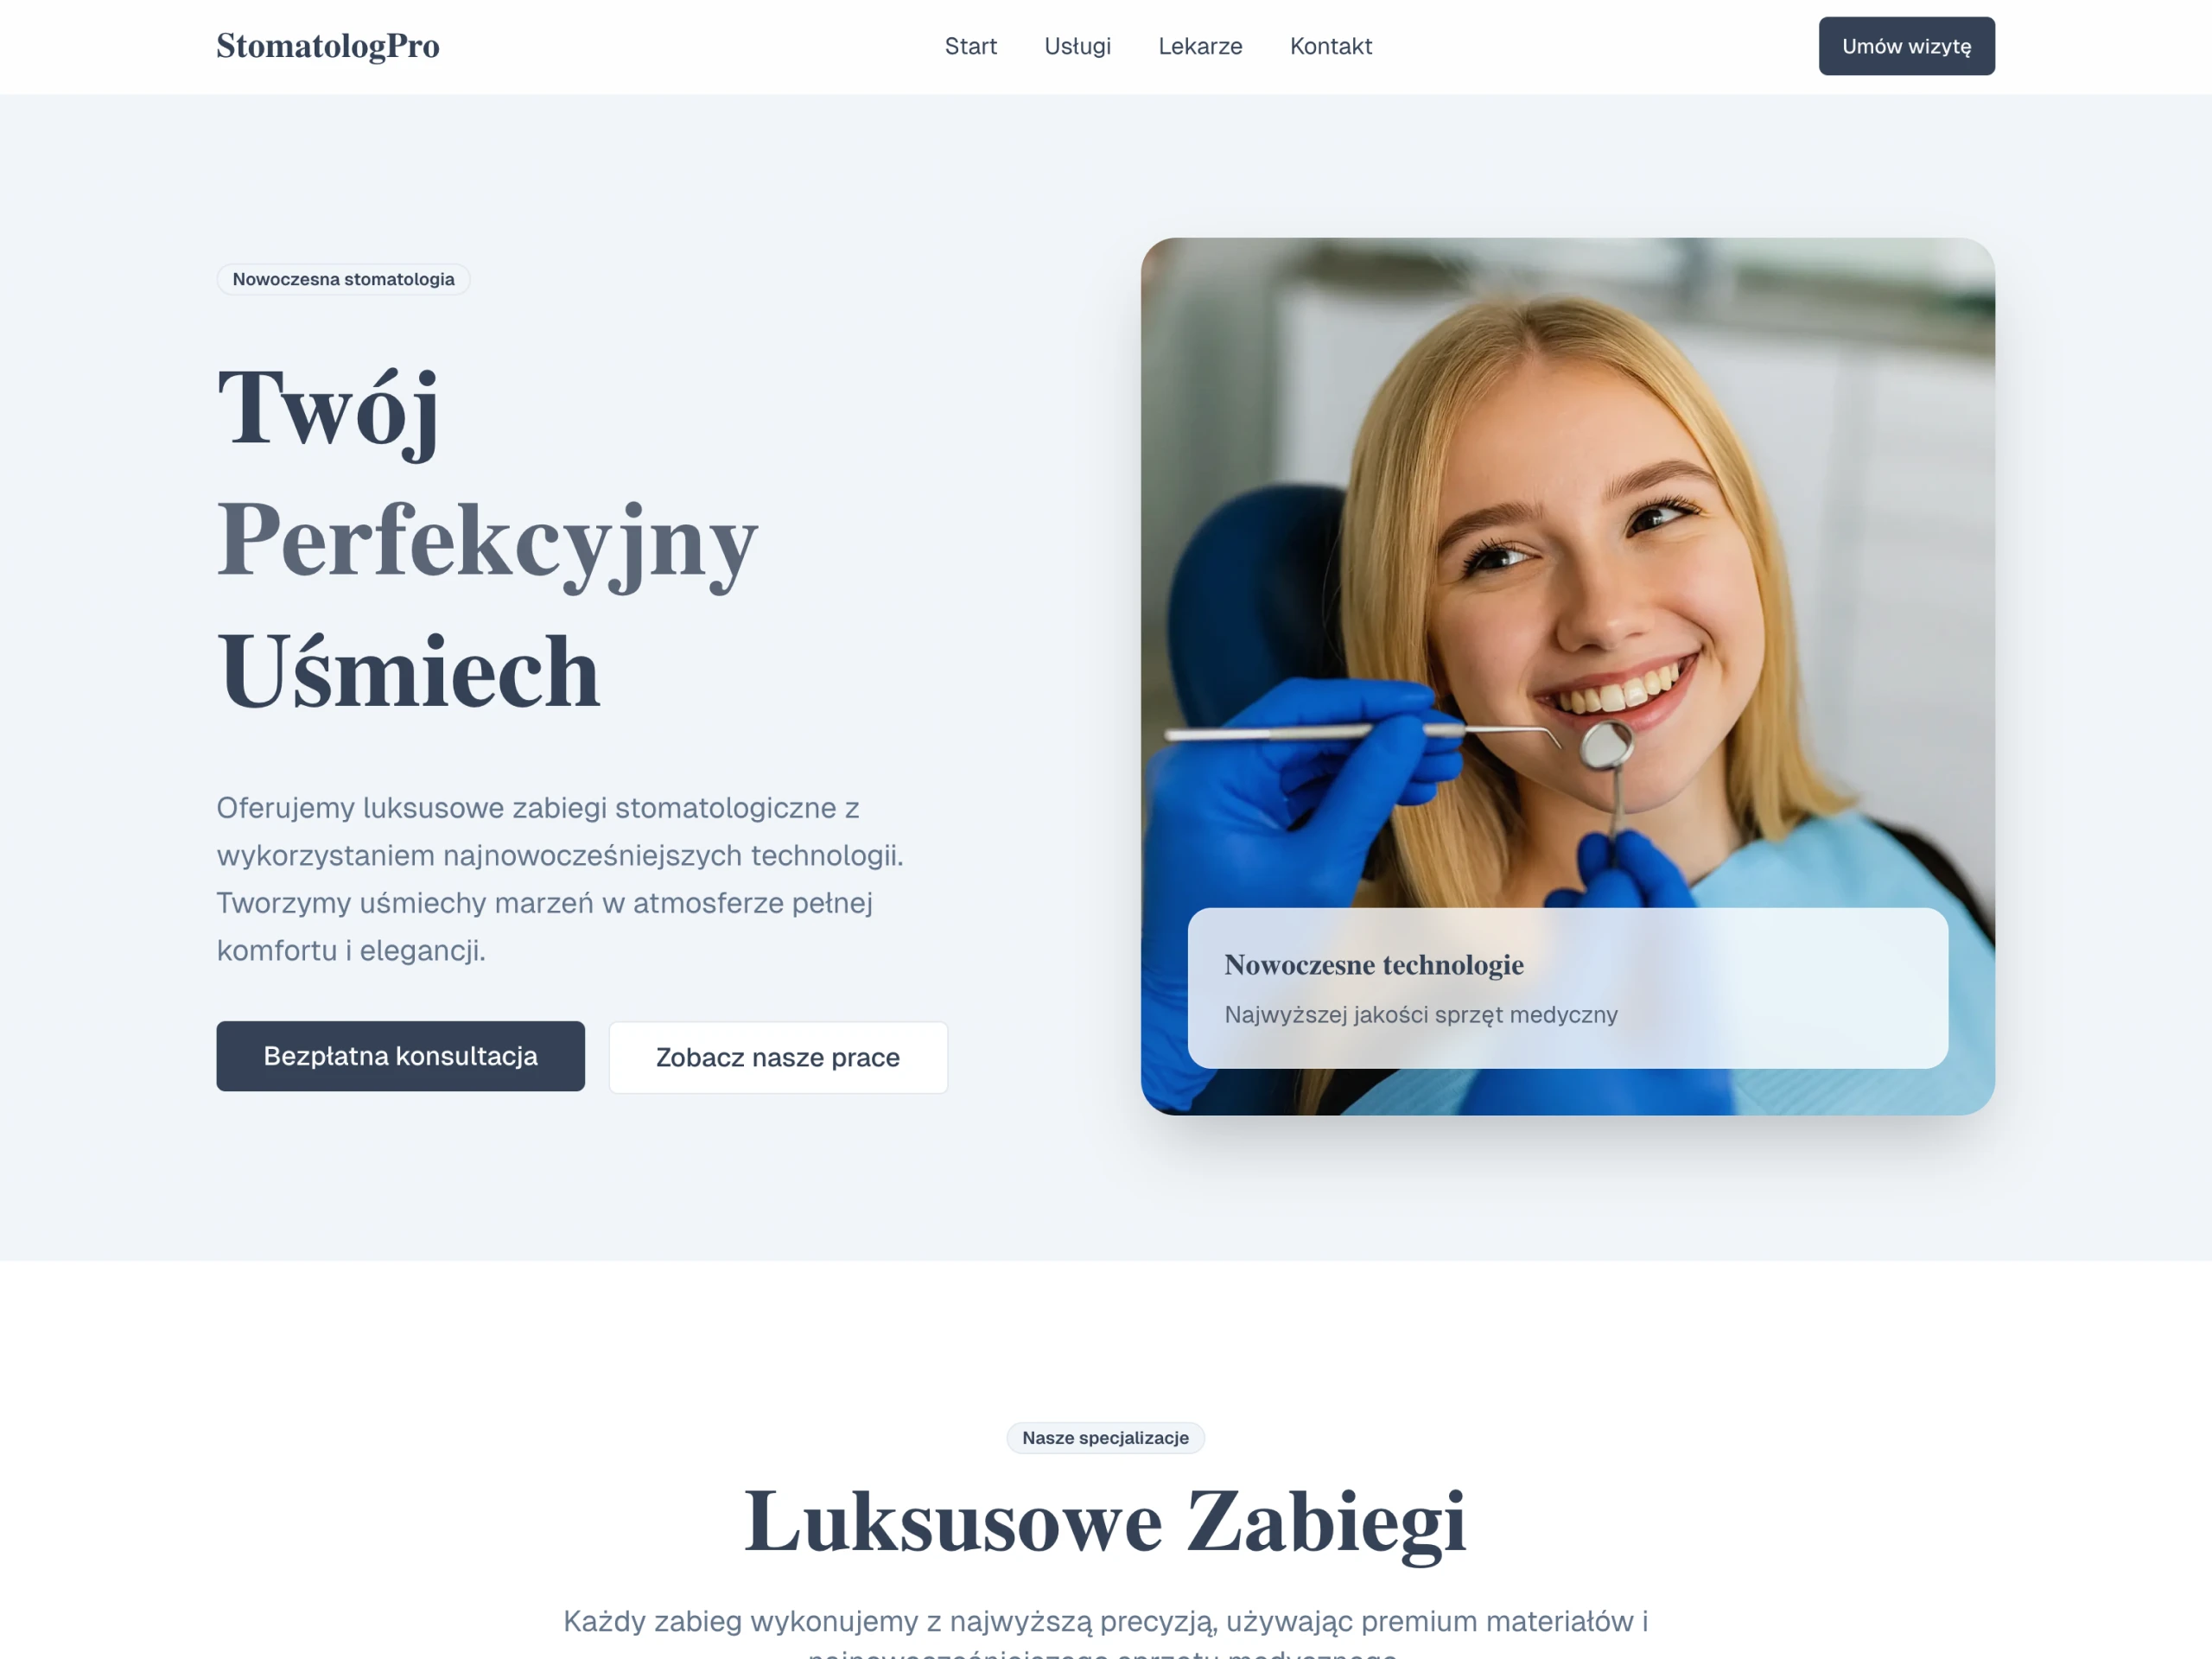 StomatologPro
Start
Usługi
Lekarze
Kontakt
Umów wizytę
Nowoczesna stomatologia
Twój
Perfekcyjny
Uśmiech
Oferujemy luksusowe zabiegi stomatologiczne z
wykorzystaniem najnowocześniejszych technologii.
Tworzymy uśmiechy marzeń w atmosferze pełnej
komfortu i elegancji.
Bezpłatna konsultacja
Zobacz nasze prace
Nowoczesne technologie
Najwyższej jakości sprzęt medyczny
Nasze specjalizacje
Luksusowe Zabiegi
Każdy zabieg wykonujemy z najwyższą precyzją, używając premium materiałów i